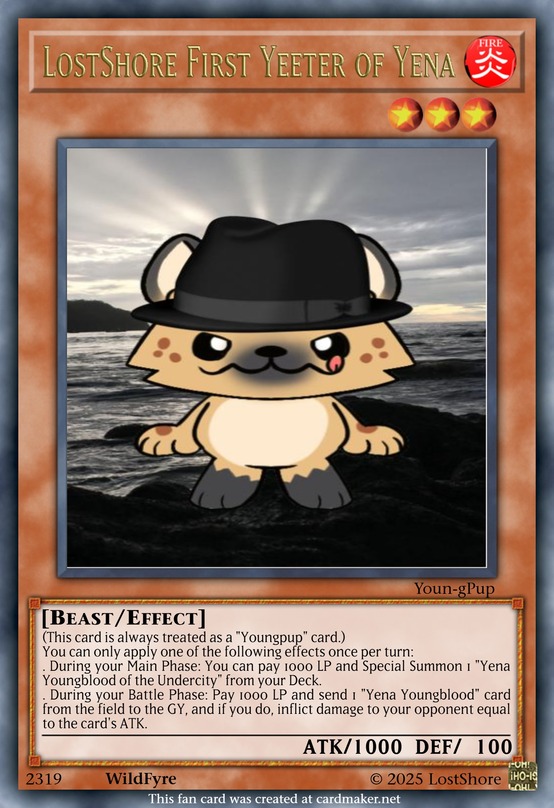 LostShore First Yeeter of Yena
FIRE
炎
Youn-gPup
[Beast/Effect]
(This card is always treated as a "Youngpup" card.)
You can only apply one of the following effects once per turn:
. During your Main Phase: You can pay 1000 LP and Special Summon 1 "Yena
Youngblood of the Undercity" from your Deck.
. During your Battle Phase: Pay 1000 LP and send 1 "Yena Youngblood" card
from the field to the GY, and if you do, inflict damage to your opponent equal
to the card's ATK.
ATK/1000 DEF/ 100
2319 WildFyre © 2025 LostShore
This fan card was created at cardmaker.net